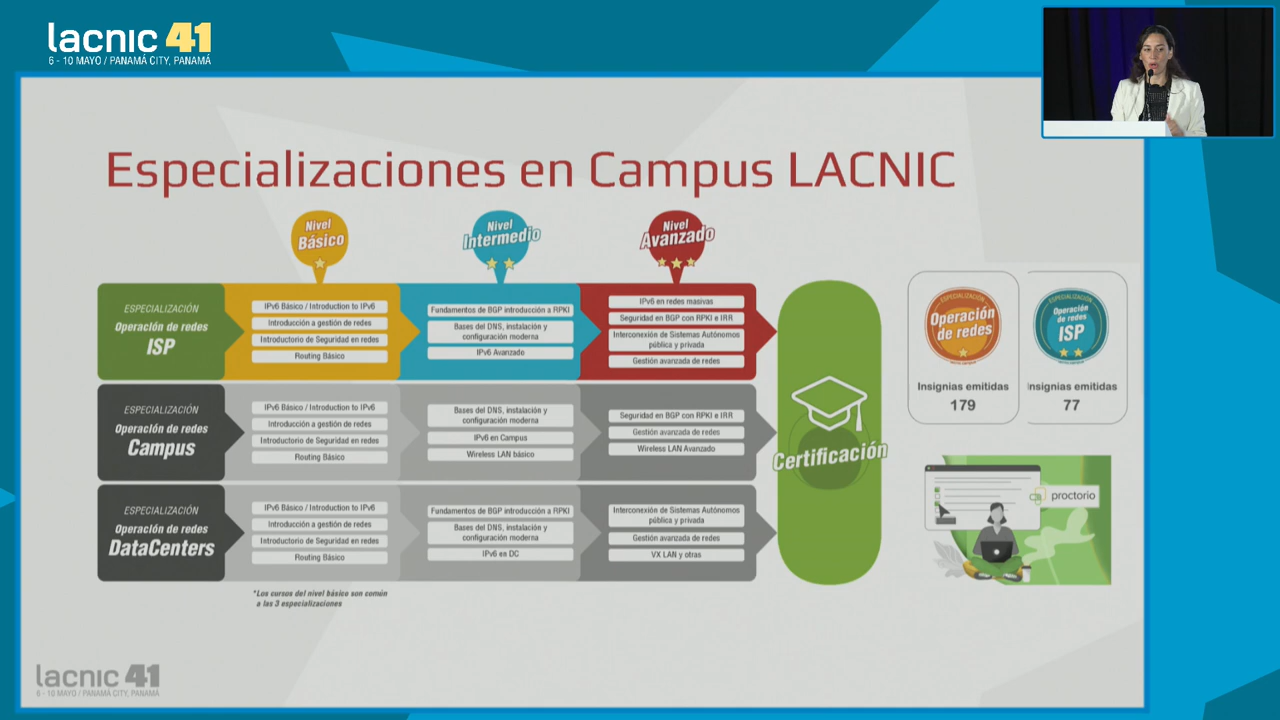 lacnic 41
6 - 10 MAYO / PANAMÁ CITY, PANAMÁ
Especializaciones en Campus LACNIC
Nivel
Básico
Nivel
Intermedio
Nivel
Avanzado
ESPECIALIZACIÓN
Operación de redes
ISP
IPv6 Básico / Introduction to IPv6
Introducción a gestión de redes
Introductorio de Seguridad en redes
Routing Básico
Fundamentos de BGP introducción a RPKI
Bases del DNS, instalación y
configuración moderna
IPv6 Avanzado
IPv6 en redes masivas
Seguridad en BGP con RPKI e IRR
Interconexión de Sistemas Autónomos
pública y privada
Gestión avanzada de redes
ESPECIALIZACIÓN
Operación de redes
Campus
IPv6 Básico / Introduction to IPv6
Introducción a gestión de redes
Introductorio de Seguridad en redes
Routing Básico
Bases del DNS, instalación y
configuración moderna
IPv6 en Campus
Wireless LAN básico
Seguridad en BGP con RPKI e IRR
Gestión avanzada de redes
Wireless LAN Avanzado
ESPECIALIZACIÓN
Operación de redes
DataCenters
IPv6 Básico / Introduction to IPv6
Introducción a gestión de redes
Introductorio de Seguridad en redes
Routing Básico
Fundamentos de BGP introducción a RPKI
Bases del DNS, instalación y
configuración moderna
IPv6 en DC
Interconexión de Sistemas Autónomos
pública y privada
Gestión avanzada de redes
VX LAN y otras
*Los cursos del nivel básico son común
a las 3 especializaciones
Certificación
ESPECIALIZACIÓN
Operación
de redes
Insignias emitidas
179
ESPECIALIZACIÓN
Operación
de redes
ISP
nsignias emitidas
77
proctorio
lacnic 41
6 - 10 MAYO / PANAMÁ CITY, PANAMÁ